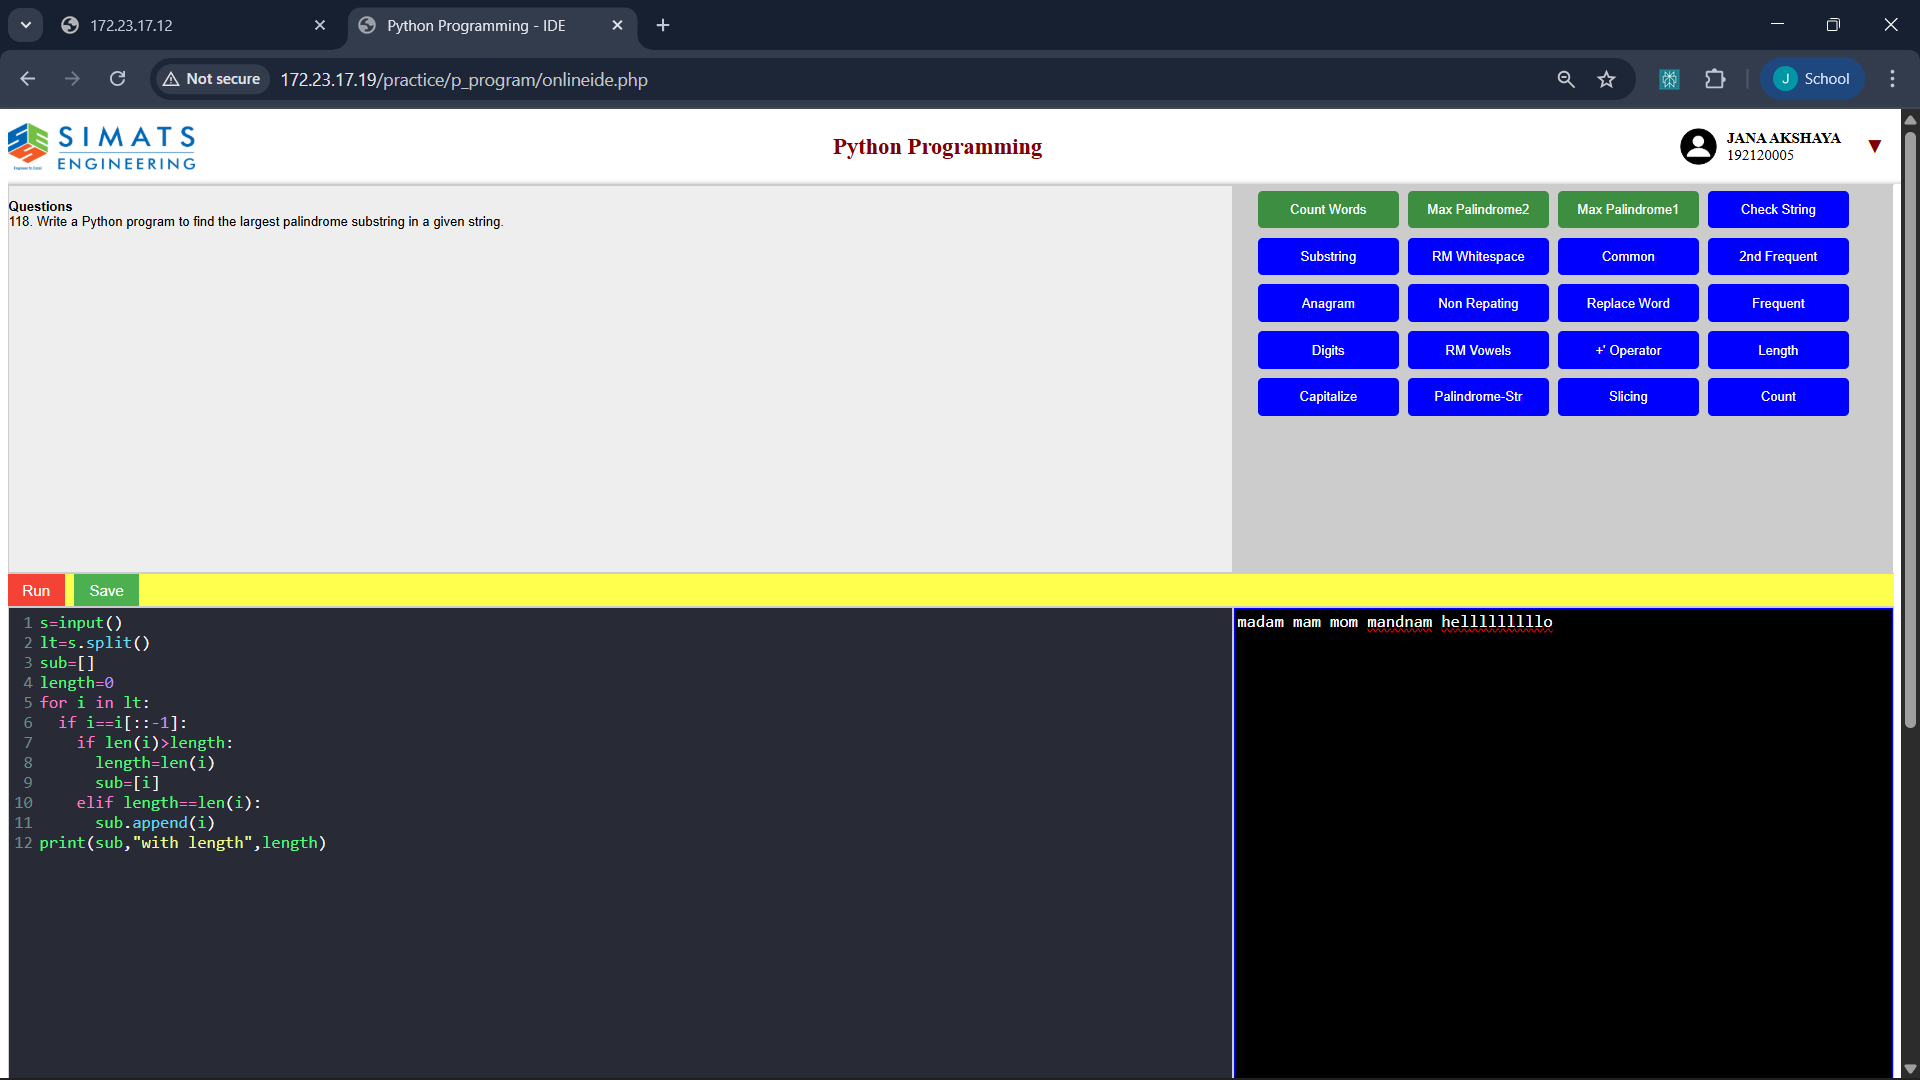 172.23.17.12
Python Programming - IDE
Not secure
172.23.17.19/practice/p_program/onlineide.php
J School
SIMATS
ENGINEERING
Python Programming
JANA AKSHAYA
192120005
Questions
118. Write a Python program to find the largest palindrome substring in a given string.
Count Words Max Palindrome2 Max Palindrome1 Check String
Substring RM Whitespace Common 2nd Frequent
Anagram Non Repating Replace Word Frequent
Digits RM Vowels +' Operator Length
Capitalize Palindrome-Str Slicing Count
Run Save
1 s=input()
2 lt=s.split()
3 sub=[]
4 length=0
5 for i in lt:
6   if i==i[::-1]:
7     if len(i)>length:
8       length=len(i)
9       sub=[i]
10     elif length==len(i):
11       sub.append(i)
12 print(sub,"with length",length)
madam mam mom mandnam helllllllllo